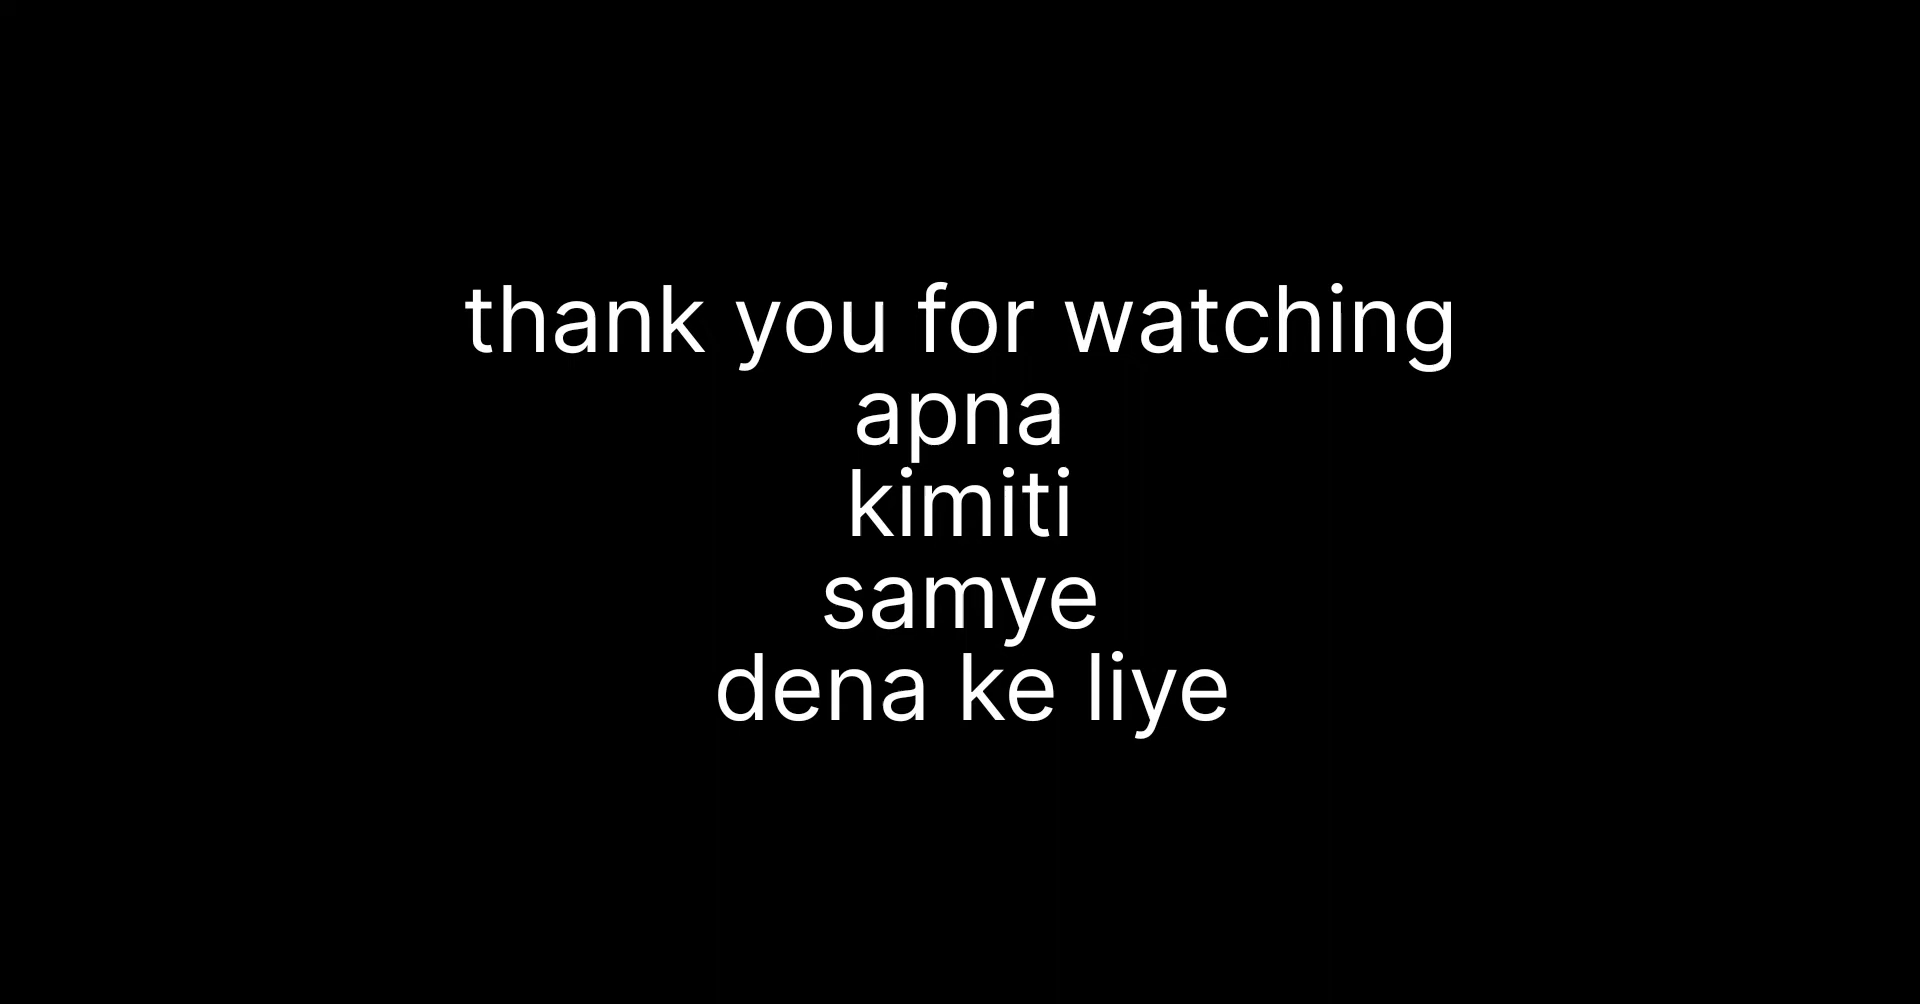 thank you for watching
apna
kimiti
samye
dena ke liye